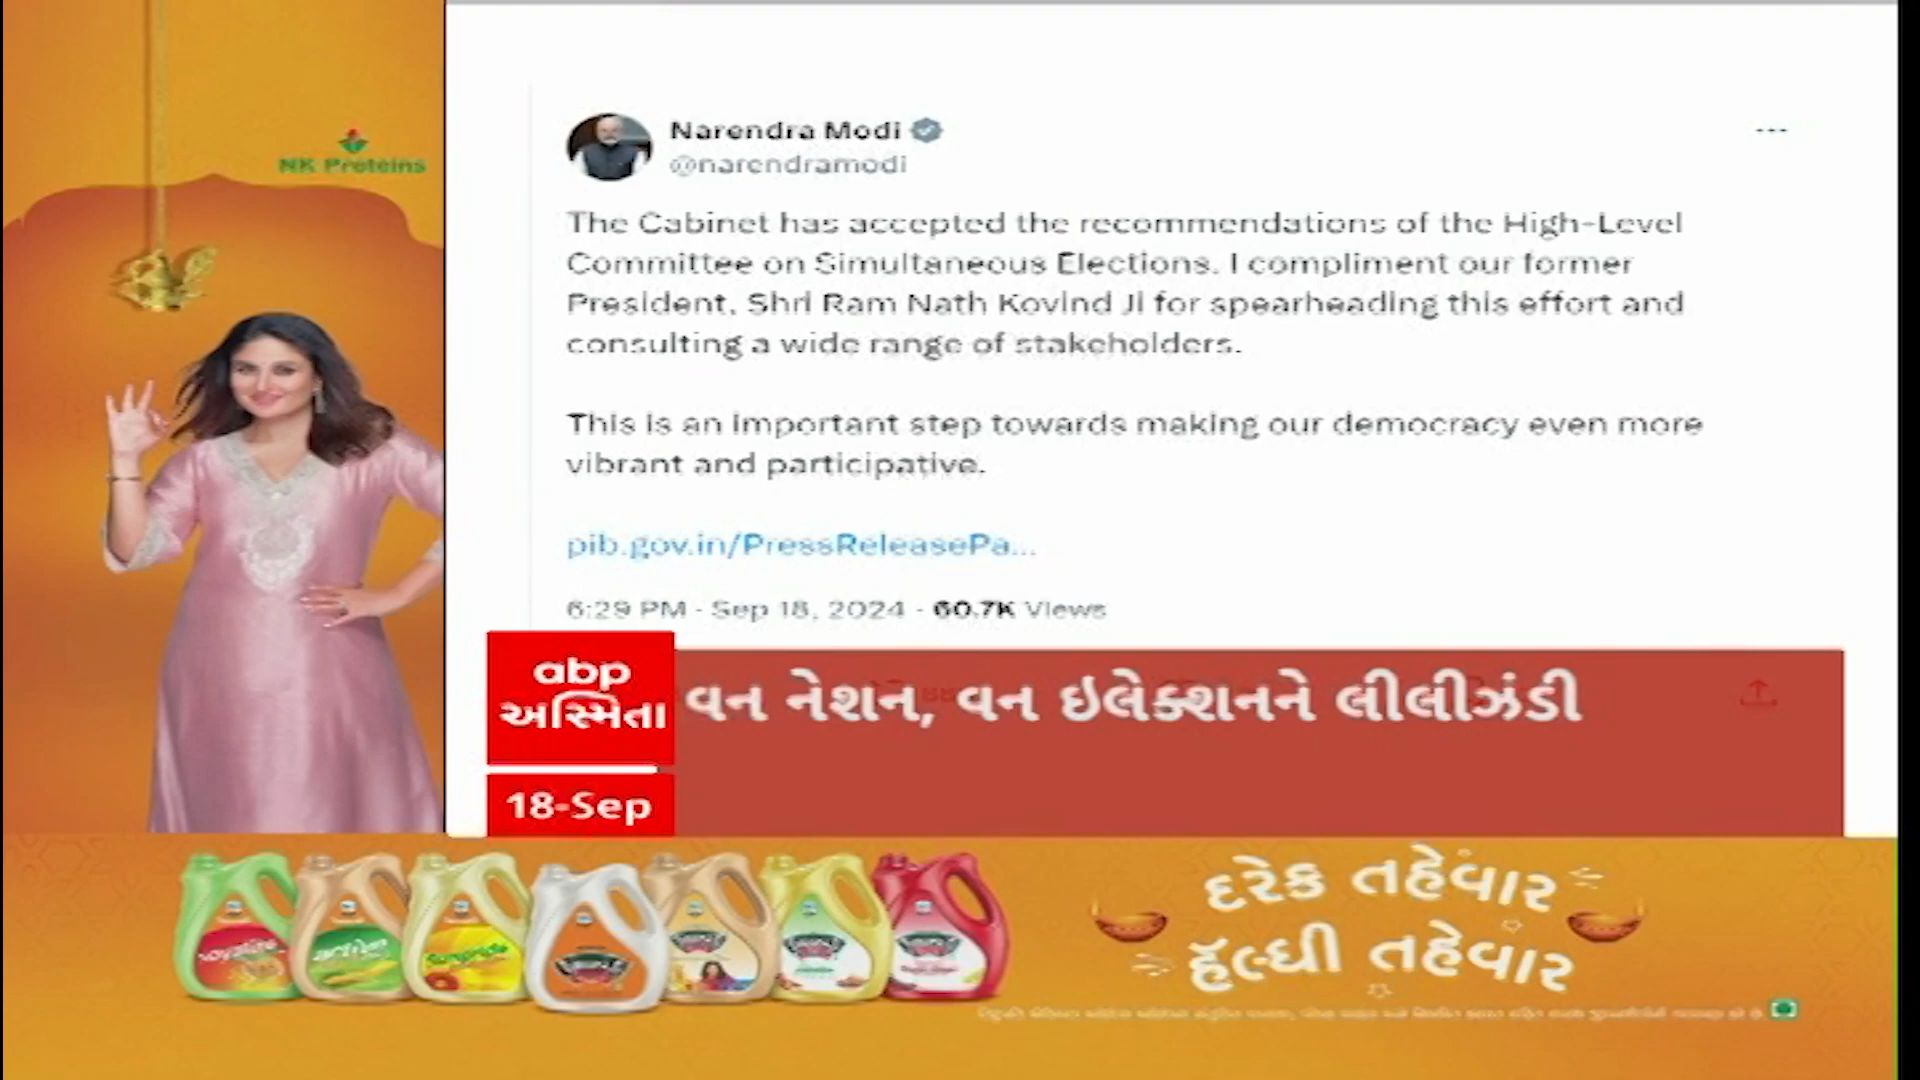 NK Proteins
Narendra Modi
@narendramodi
The Cabinet has accepted the recommendations of the High-Level
Committee on Simultaneous Elections. I compliment our former
President, Shri Ram Nath Kovind Ji for spearheading this effort and
consulting a wide range of stakeholders.
This is an important step towards making our democracy even more
vibrant and participative.
pib.gov.in/PressReleasePa...
6:29 PM · Sep 18, 2024 · 60.7K Views
abp
અસ્મિતા
વન નેશન, વન ઇલેક્શનને લીલીઝંડી
18-Sep
દરેક તહેવાર
હેલ્ધી તહેવાર